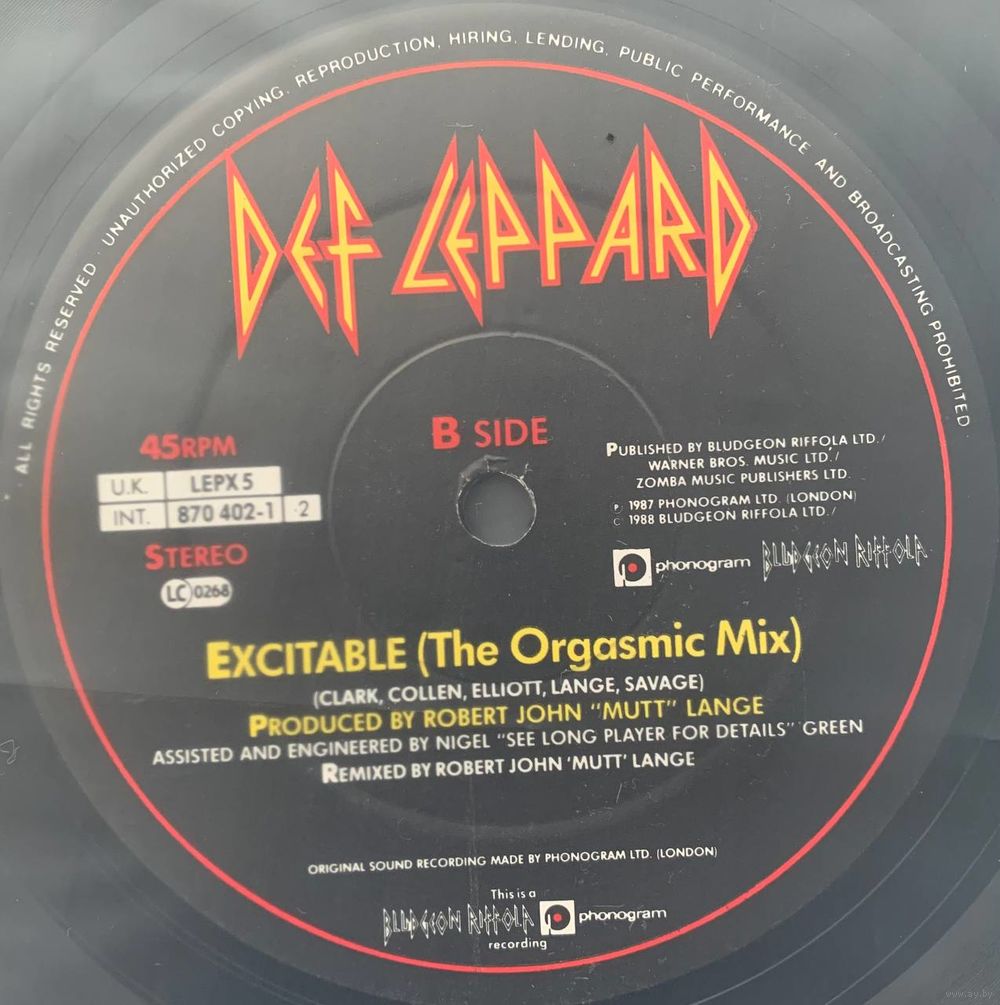 ALL RIGHTS RESERVED · UNAUTHORIZED COPYING, REPRODUCTION, HIRING, LENDING, PUBLIC PERFORMANCE AND BROADCASTING PROHIBITED ·
DEF LEPPARD
B SIDE
45RPM
U.K. LEPX 5
INT. 870 402-1 ·2
STEREO
LC 0268
PUBLISHED BY BLUDGEON RIFFOLA LTD./
WARNER BROS. MUSIC LTD./
ZOMBA MUSIC PUBLISHERS LTD.
P 1987 PHONOGRAM LTD. (LONDON)
C 1988 BLUDGEON RIFFOLA LTD./
phonogram BLUDGEON RIFFOLA
EXCITABLE (The Orgasmic Mix)
(CLARK, COLLEN, ELLIOTT, LANGE, SAVAGE)
PRODUCED BY ROBERT JOHN "MUTT" LANGE
ASSISTED AND ENGINEERED BY NIGEL "SEE LONG PLAYER FOR DETAILS" GREEN
REMIXED BY ROBERT JOHN 'MUTT' LANGE
ORIGINAL SOUND RECORDING MADE BY PHONOGRAM LTD. (LONDON)
This is a
BLUDGEON RIFFOLA phonogram
recording
www.ay.by